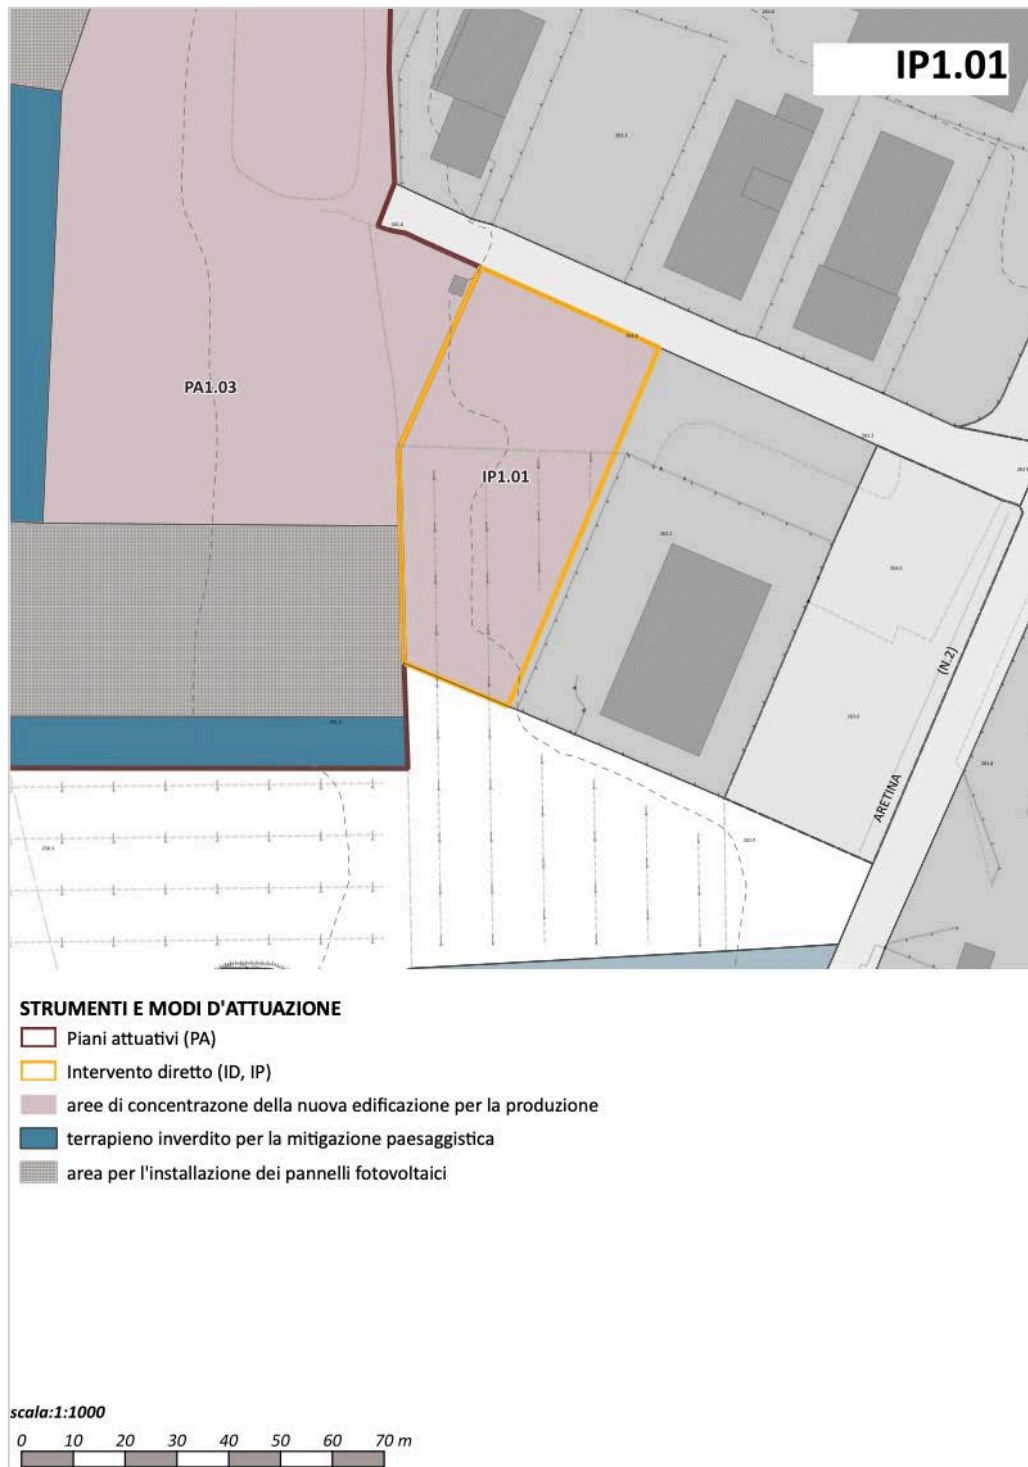 IP1.01
PA1.03
IP1.01
(N.2)
ARETINA
STRUMENTI E MODI D'ATTUAZIONE
Piani attuativi (PA)
Intervento diretto (ID, IP)
aree di concentrazone della nuova edificazione per la produzione
terrapieno inverdito per la mitigazione paesaggistica
area per l'installazione dei pannelli fotovoltaici
scala:1:1000
0 10 20 30 40 50 60 70 m